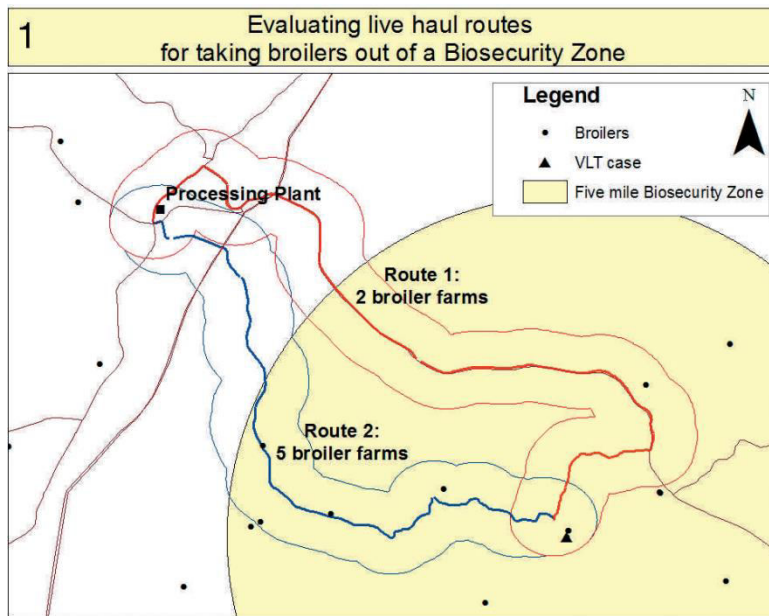 1
Evaluating live haul routes
for taking broilers out of a Biosecurity Zone
Legend
Broilers
VLT case
Five mile Biosecurity Zone
N
Processing Plant
Route 1:
2 broiler farms
Route 2:
5 broiler farms